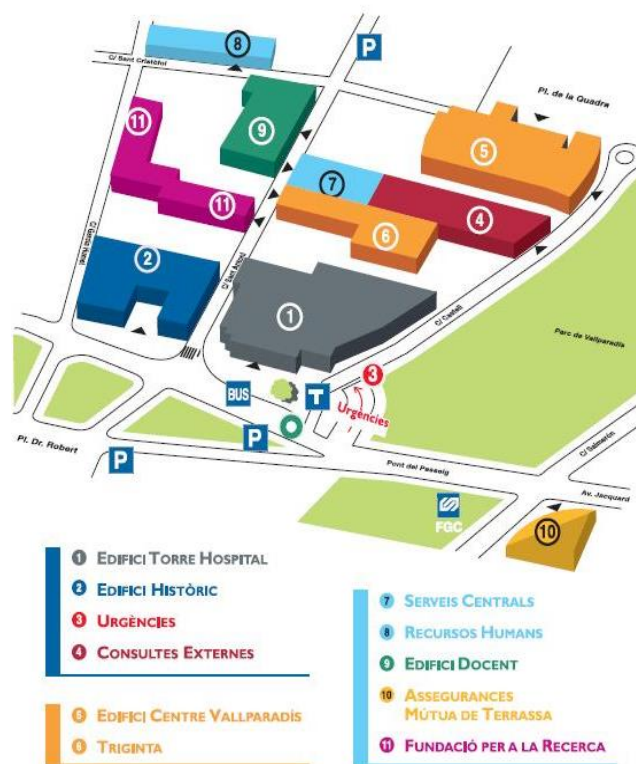 8
P
C/ Sant Cristòfol
Pl. de la Quadra
11
9
5
7
4
11
6
2
C/ Sant Antoni
1
C/ Castell
Parc de Vallparadís
3
BUS
T
Urgències
P
Pl. Dr. Robert
P
Pont del Passeig
C/ Salmerón
Av. Jacquard
FGC
10
1 EDIFICI TORRE HOSPITAL
2 EDIFICI HISTÒRIC
3 URGÈNCIES
4 CONSULTES EXTERNES
5 EDIFICI CENTRE VALLPARADÍS
6 TRIGINTA
7 SERVEIS CENTRALS
8 RECURSOS HUMANS
9 EDIFICI DOCENT
10 ASSEGURANCES
MÚTUA DE TERRASSA
11 FUNDACIÓ PER A LA RECERCA